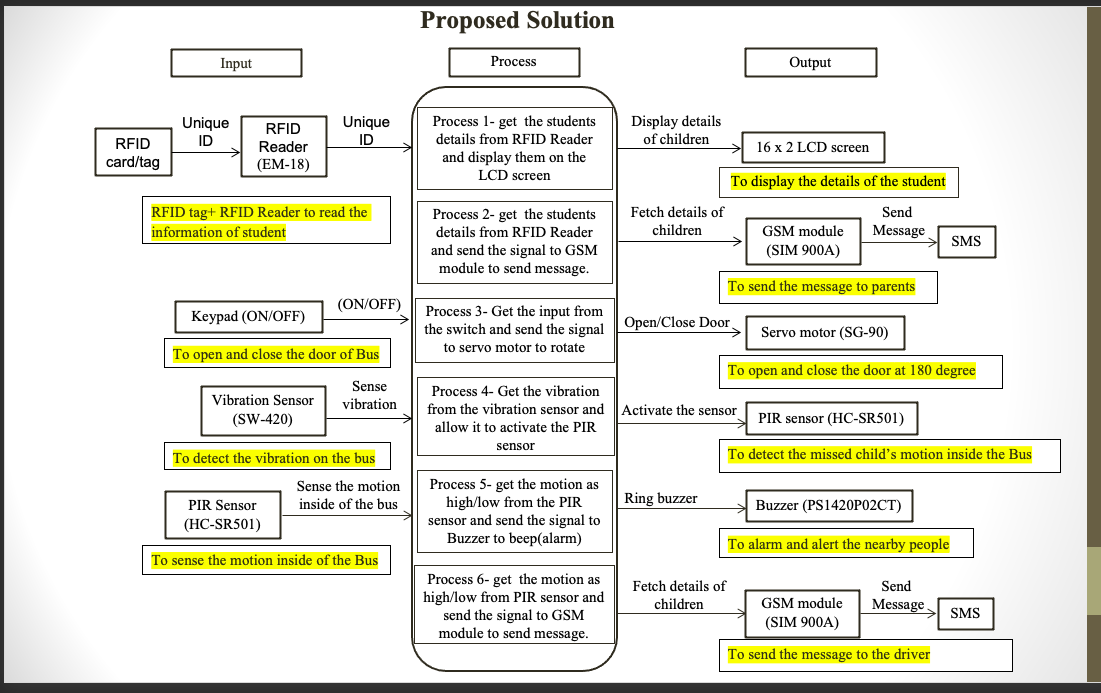 Proposed Solution
Input
Process
Output
RFID
card/tag
Unique
ID
RFID
Reader
(EM-18)
Unique
ID
Process 1- get the students
details from RFID Reader
and display them on the
LCD screen
Display details
of children
16 x 2 LCD screen
To display the details of the student
RFID tag+ RFID Reader to read the
information of student
Process 2- get the students
details from RFID Reader
and send the signal to GSM
module to send message.
Fetch details of
children
GSM module
(SIM 900A)
Send
Message
SMS
To send the message to parents
Keypad (ON/OFF)
(ON/OFF)
Process 3- Get the input from
the switch and send the signal
to servo motor to rotate
Open/Close Door
Servo motor (SG-90)
To open and close the door of Bus
To open and close the door at 180 degree
Vibration Sensor
(SW-420)
Sense
vibration
Process 4- Get the vibration
from the vibration sensor and
allow it to activate the PIR
sensor
Activate the sensor
PIR sensor (HC-SR501)
To detect the vibration on the bus
To detect the missed child's motion inside the Bus
PIR Sensor
(HC-SR501)
Sense the motion
inside of the bus
Process 5- get the motion as
high/low from the PIR
sensor and send the signal to
Buzzer to beep(alarm)
Ring buzzer
Buzzer (PS1420P02CT)
To sense the motion inside of the Bus
To alarm and alert the nearby people
Process 6- get the motion as
high/low from PIR sensor and
send the signal to GSM
module to send message.
Fetch details of
children
GSM module
(SIM 900A)
Send
Message
SMS
To send the message to the driver